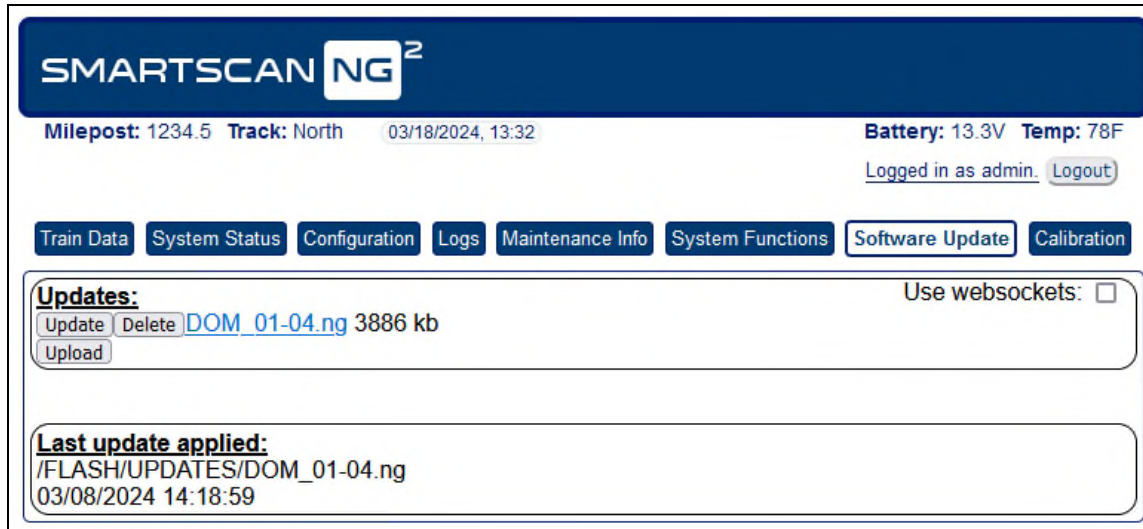 SMARTSCAN NG2
Milepost: 1234.5 Track: North 03/18/2024, 13:32 Battery: 13.3V Temp: 78F
Logged in as admin. Logout
Train Data System Status Configuration Logs Maintenance Info System Functions Software Update Calibration
Updates: Use websockets:
Update Delete DOM_01-04.ng 3886 kb
Upload
Last update applied:
/FLASH/UPDATES/DOM_01-04.ng
03/08/2024 14:18:59